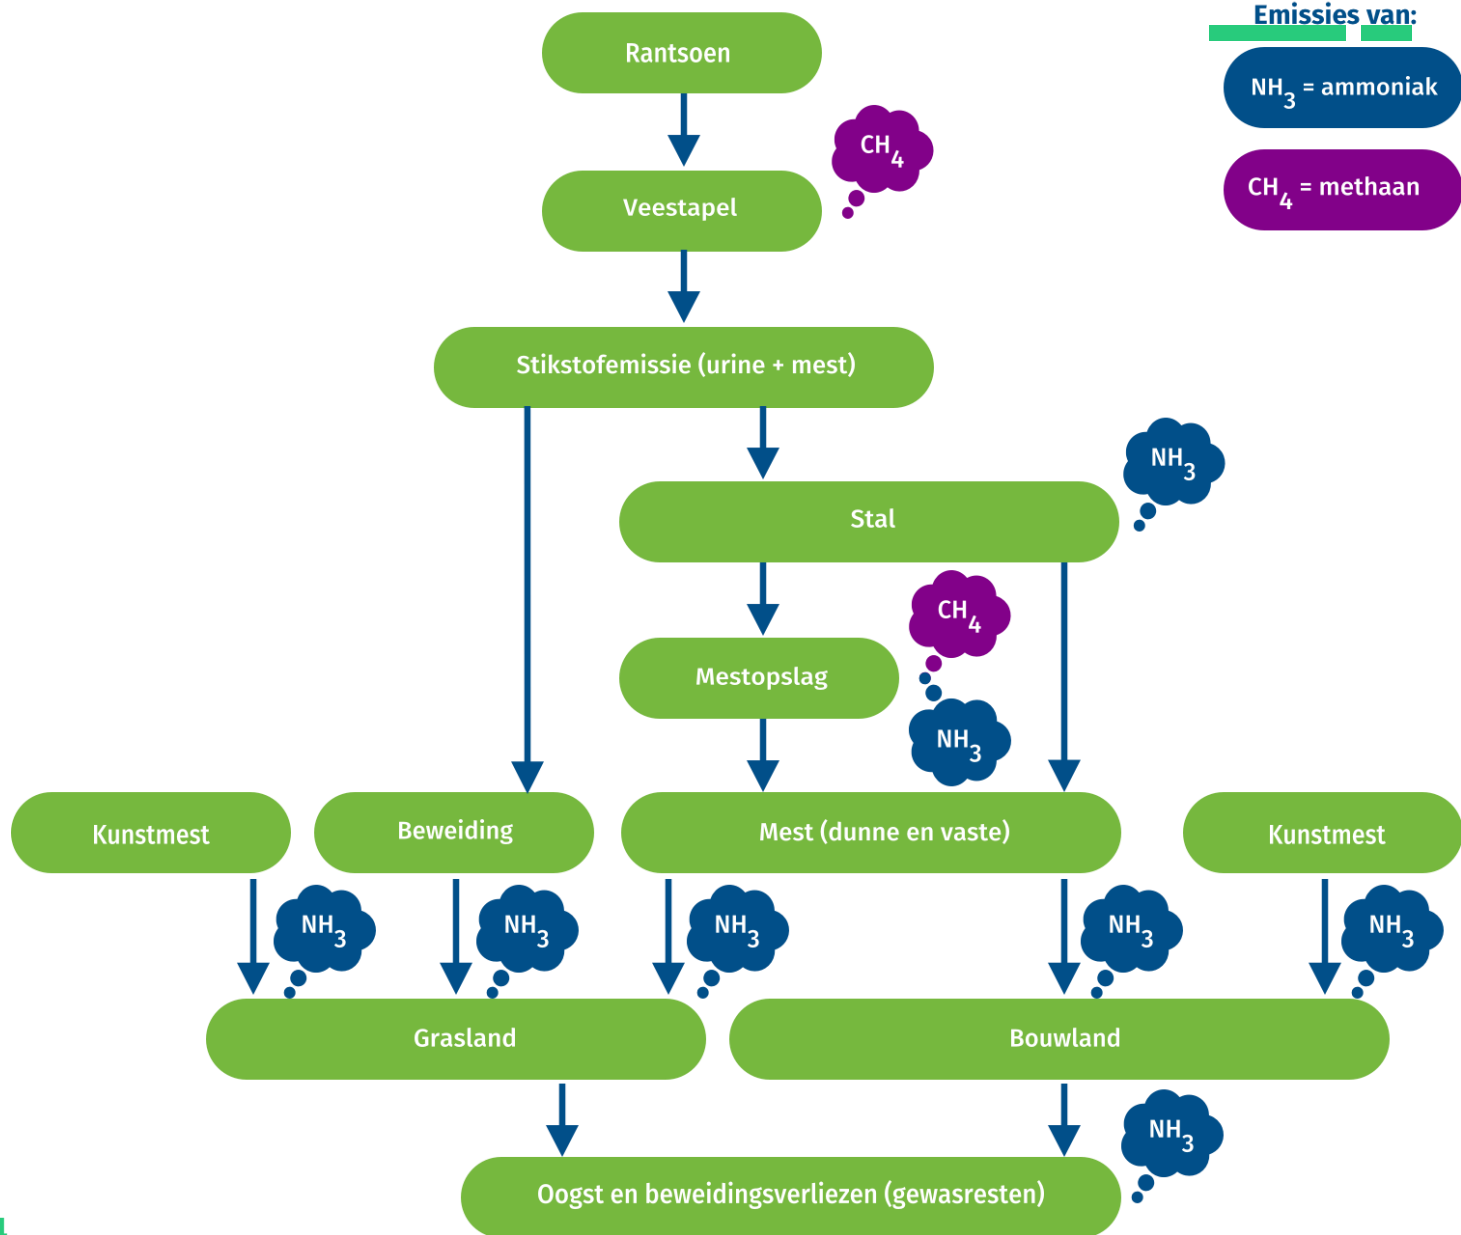 Emissies van:
Rantsoen
NH3 = ammoniak
CH4
CH4 = methaan
Veestapel
Stikstofemissie (urine + mest)
NH3
Stal
CH4
Mestopslag
NH3
Kunstmest
Beweiding
Mest (dunne en vaste)
Kunstmest
NH3
NH3
NH3
NH3
NH3
Grasland
Bouwland
NH3
Oogst en beweidingsverliezen (gewasresten)